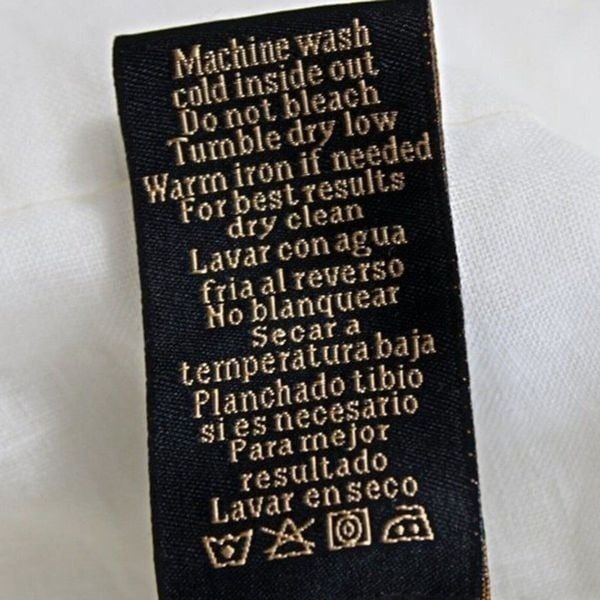 Machine wash
cold inside out
Do not bleach
Tumble dry low
Warm iron if needed
For best results
dry clean
Lavar con agua
fria al reverso
No blanquear
Secar a
temperatura baja
Planchado tibio
si es necesario
Para mejor
resultado
Lavar en seco